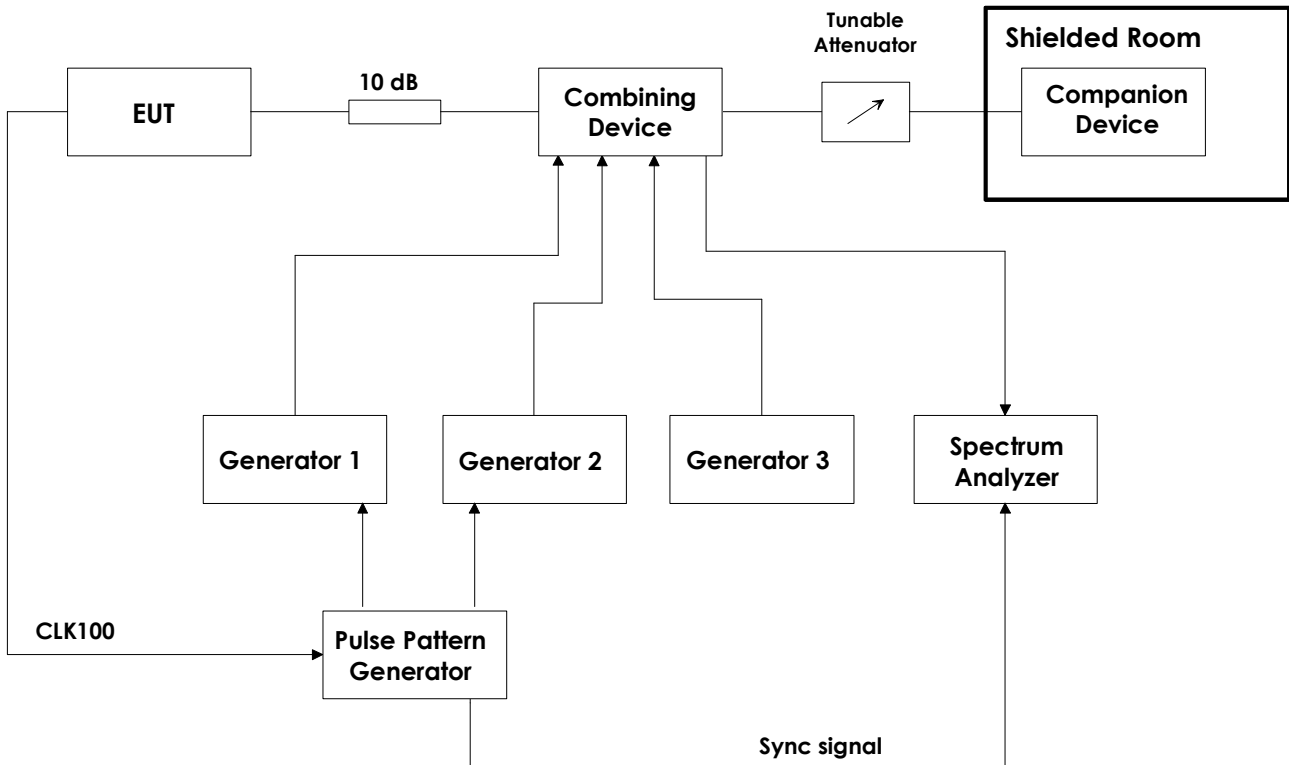 Tunable
Attenuator
Shielded Room
10 dB
EUT
Combining
Device
Companion
Device
Generator 1
Generator 2
Generator 3
Spectrum
Analyzer
CLK100
Pulse Pattern
Generator
Sync signal